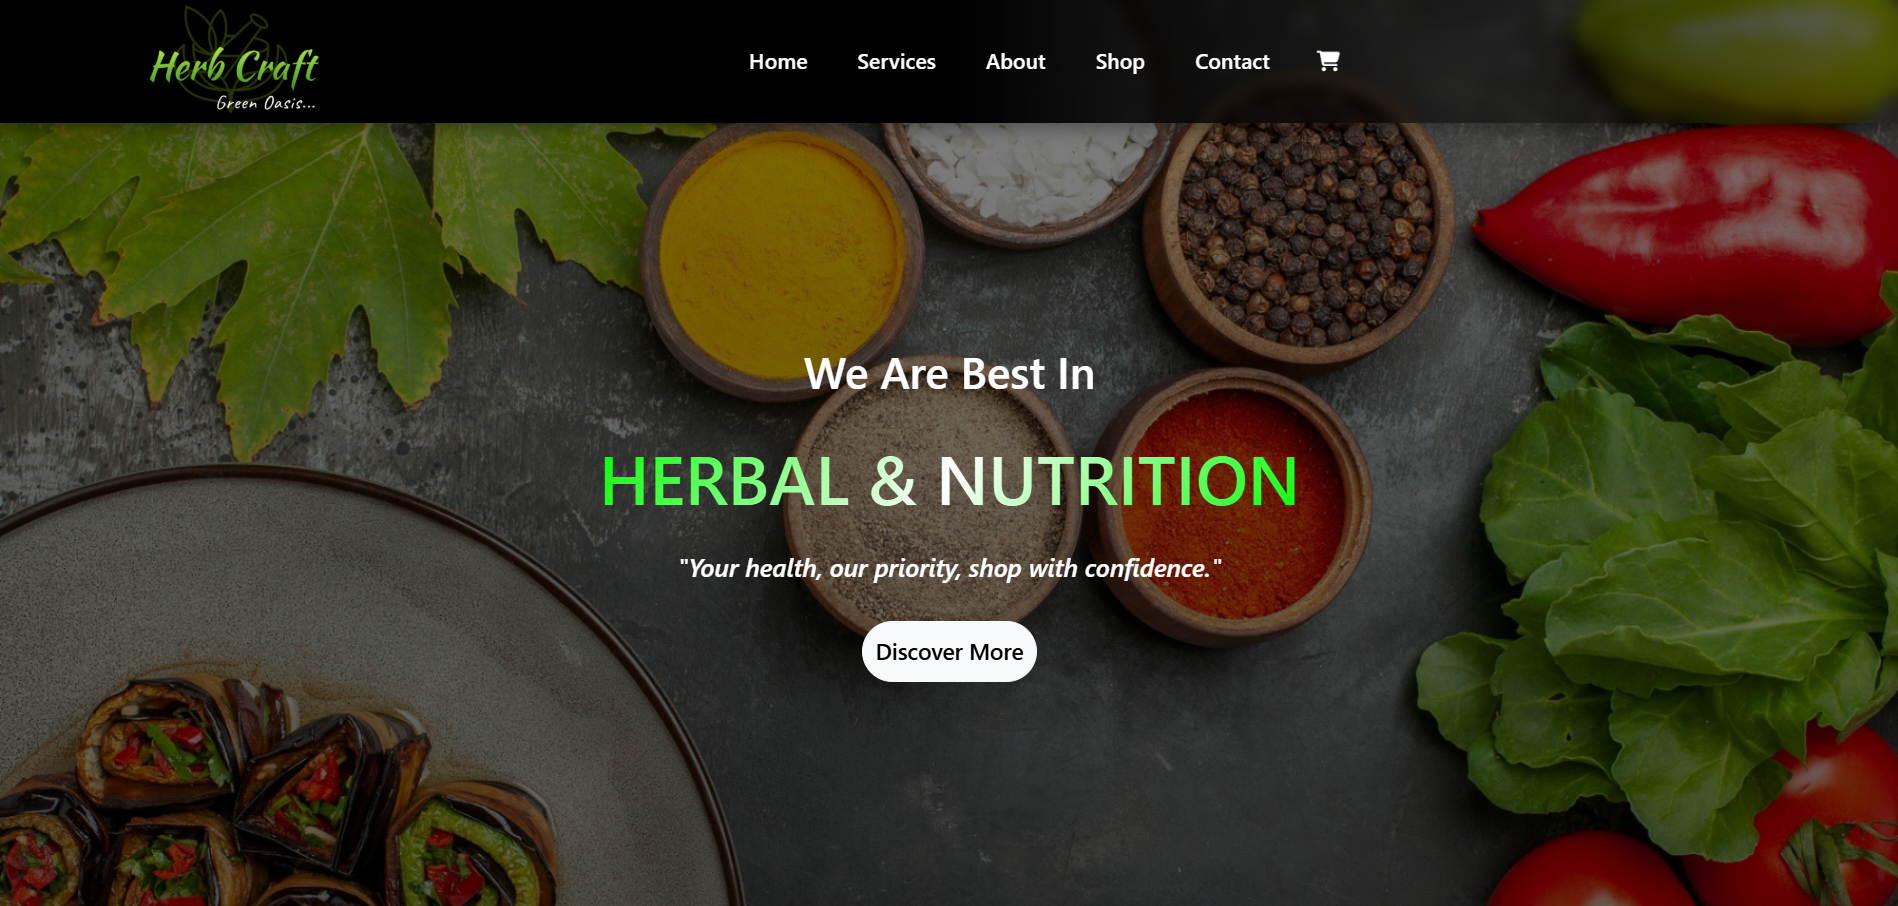 Herb Craft
Green Oasis...
Home Services About Shop Contact
We Are Best In
HERBAL & NUTRITION
"Your health, our priority, shop with confidence."
Discover More